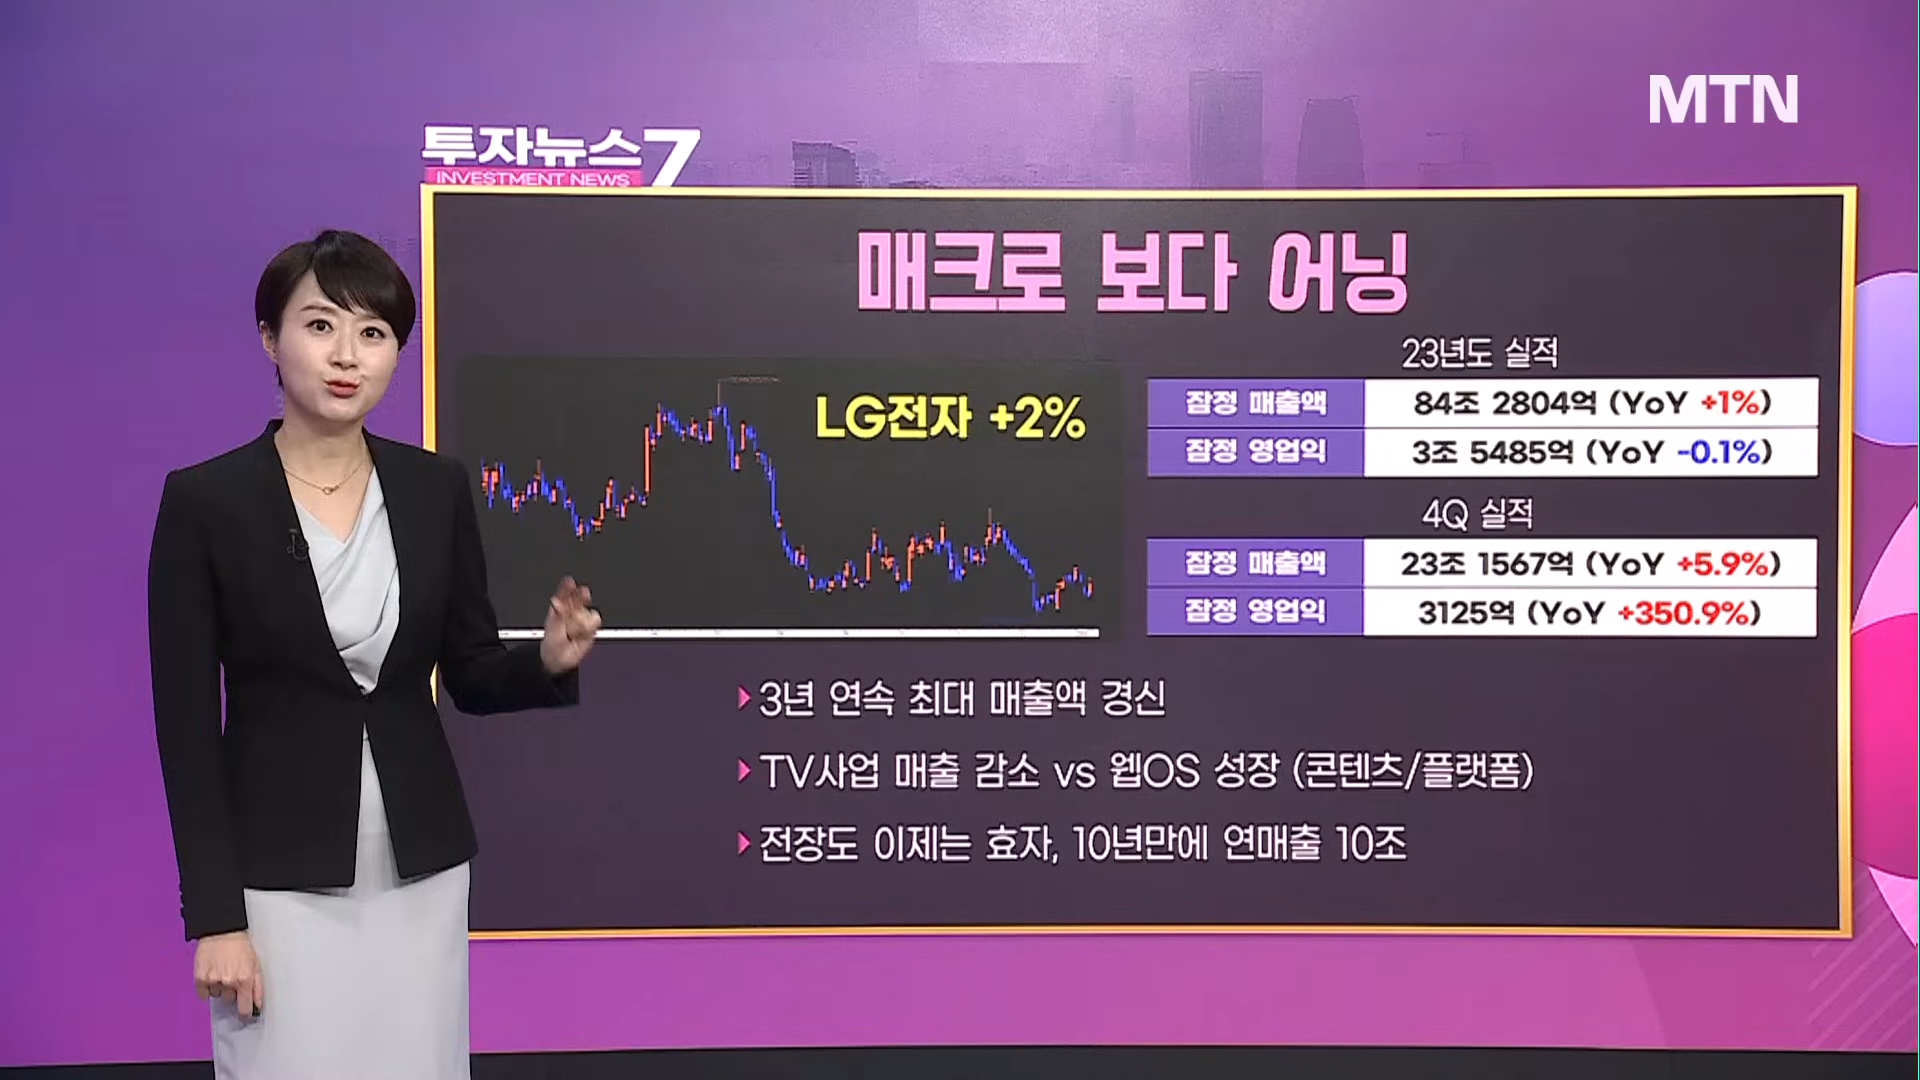 MTN
투자뉴스 7
INVESTMENT NEWS
매크로 보다 어닝
LG전자 +2%
23년도 실적
잠정 매출액 84조 2804억 (YoY +1%)
잠정 영업익 3조 5485억 (YoY -0.1%)
4Q 실적
잠정 매출액 23조 1567억 (YoY +5.9%)
잠정 영업익 3125억 (YoY +350.9%)
3년 연속 최대 매출액 경신
TV사업 매출 감소 vs 웹OS 성장 (콘텐츠/플랫폼)
전장도 이제는 효자, 10년만에 연매출 10조